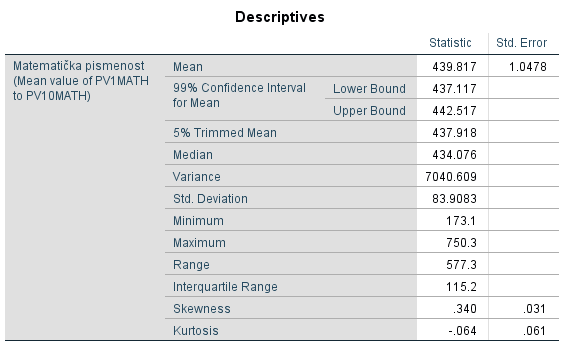 Descriptives
Statistic Std. Error
Matematička pismenost (Mean value of PV1MATH to PV10MATH) Mean 439.817 1.0478
99% Confidence Interval for Mean Lower Bound 437.117
Upper Bound 442.517
5% Trimmed Mean 437.918
Median 434.076
Variance 7040.609
Std. Deviation 83.9083
Minimum 173.1
Maximum 750.3
Range 577.3
Interquartile Range 115.2
Skewness .340 .031
Kurtosis -.064 .061